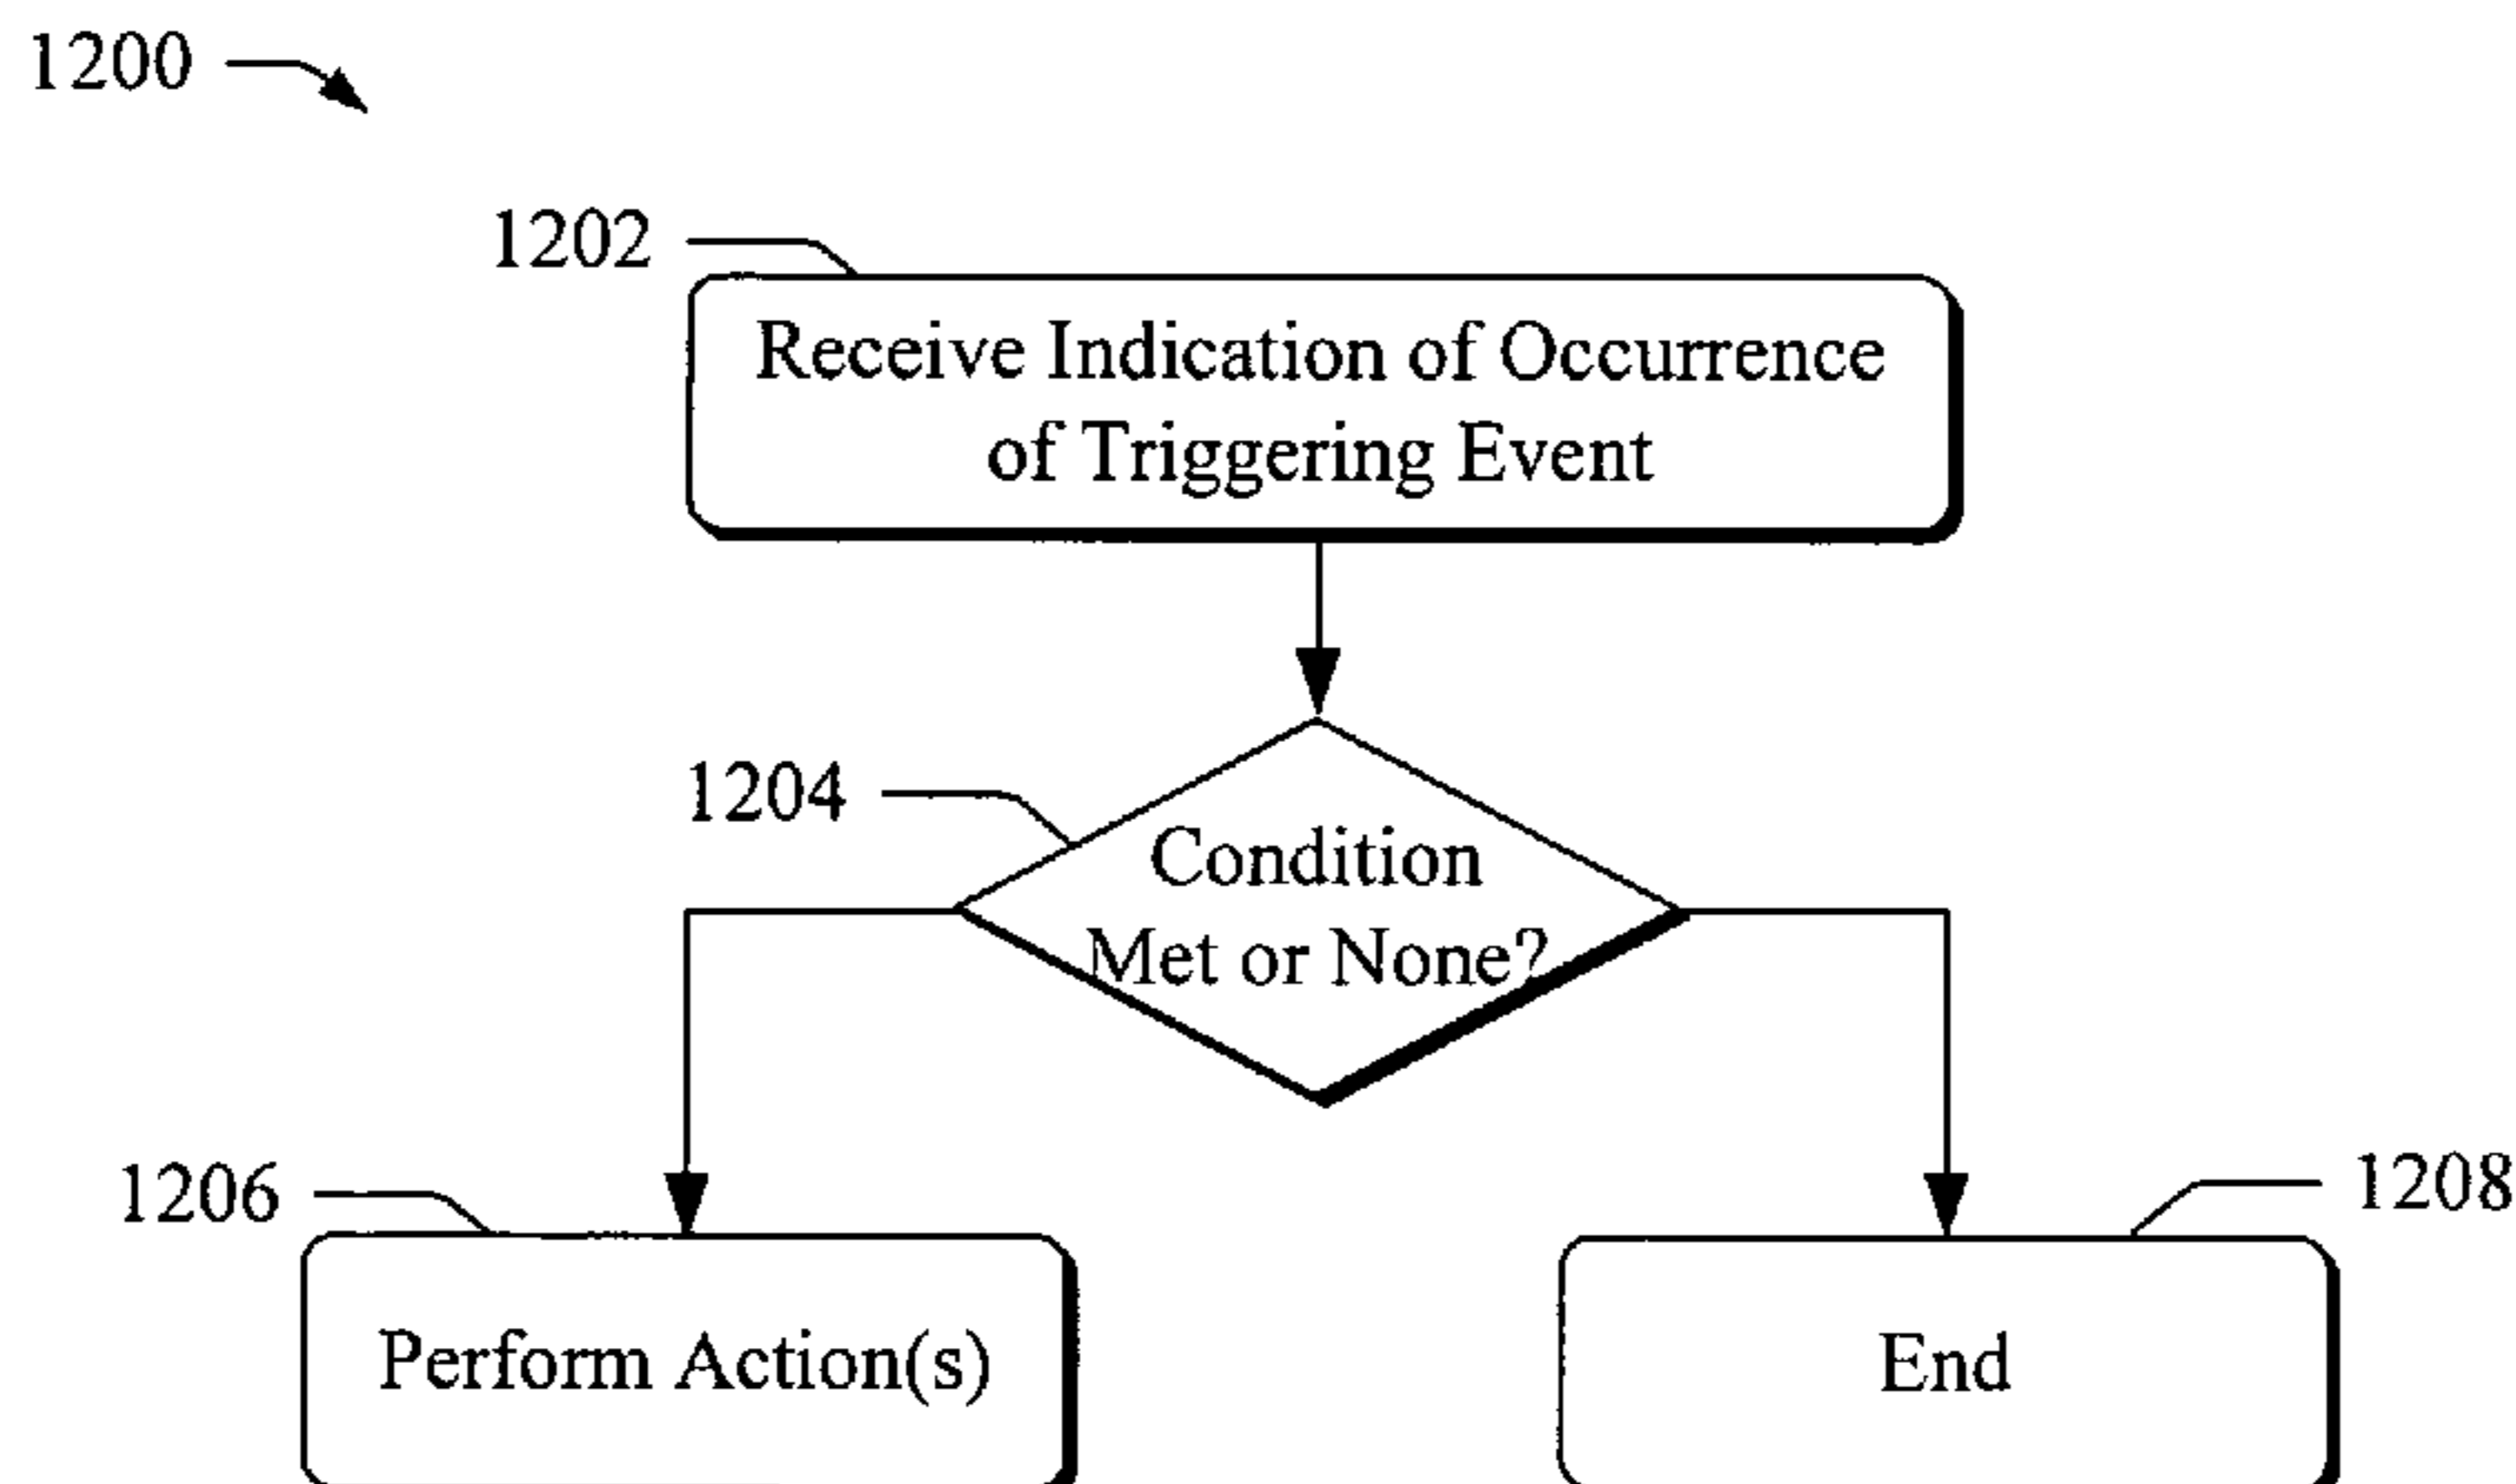 1200
1202
Receive Indication of Occurrence
of Triggering Event
1204
Condition
Met or None?
1206
1208
Perform Action(s)
End